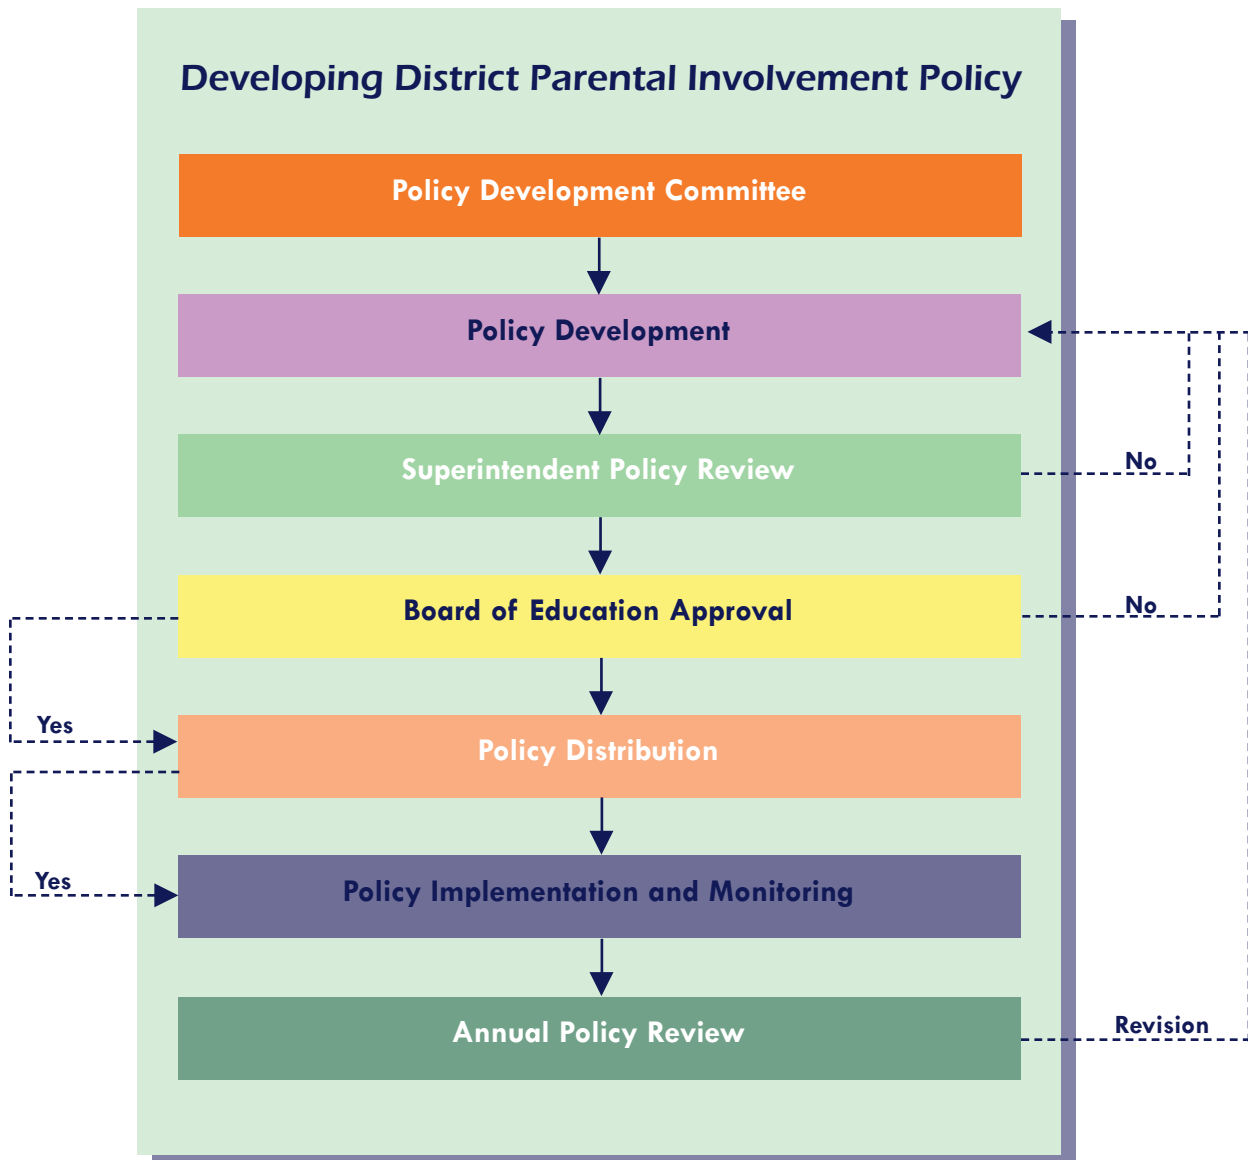 Developing District Parental Involvement Policy
Policy Development Committee
Policy Development
Superintendent Policy Review
No
Board of Education Approval
No
Yes
Policy Distribution
Yes
Policy Implementation and Monitoring
Annual Policy Review
Revision